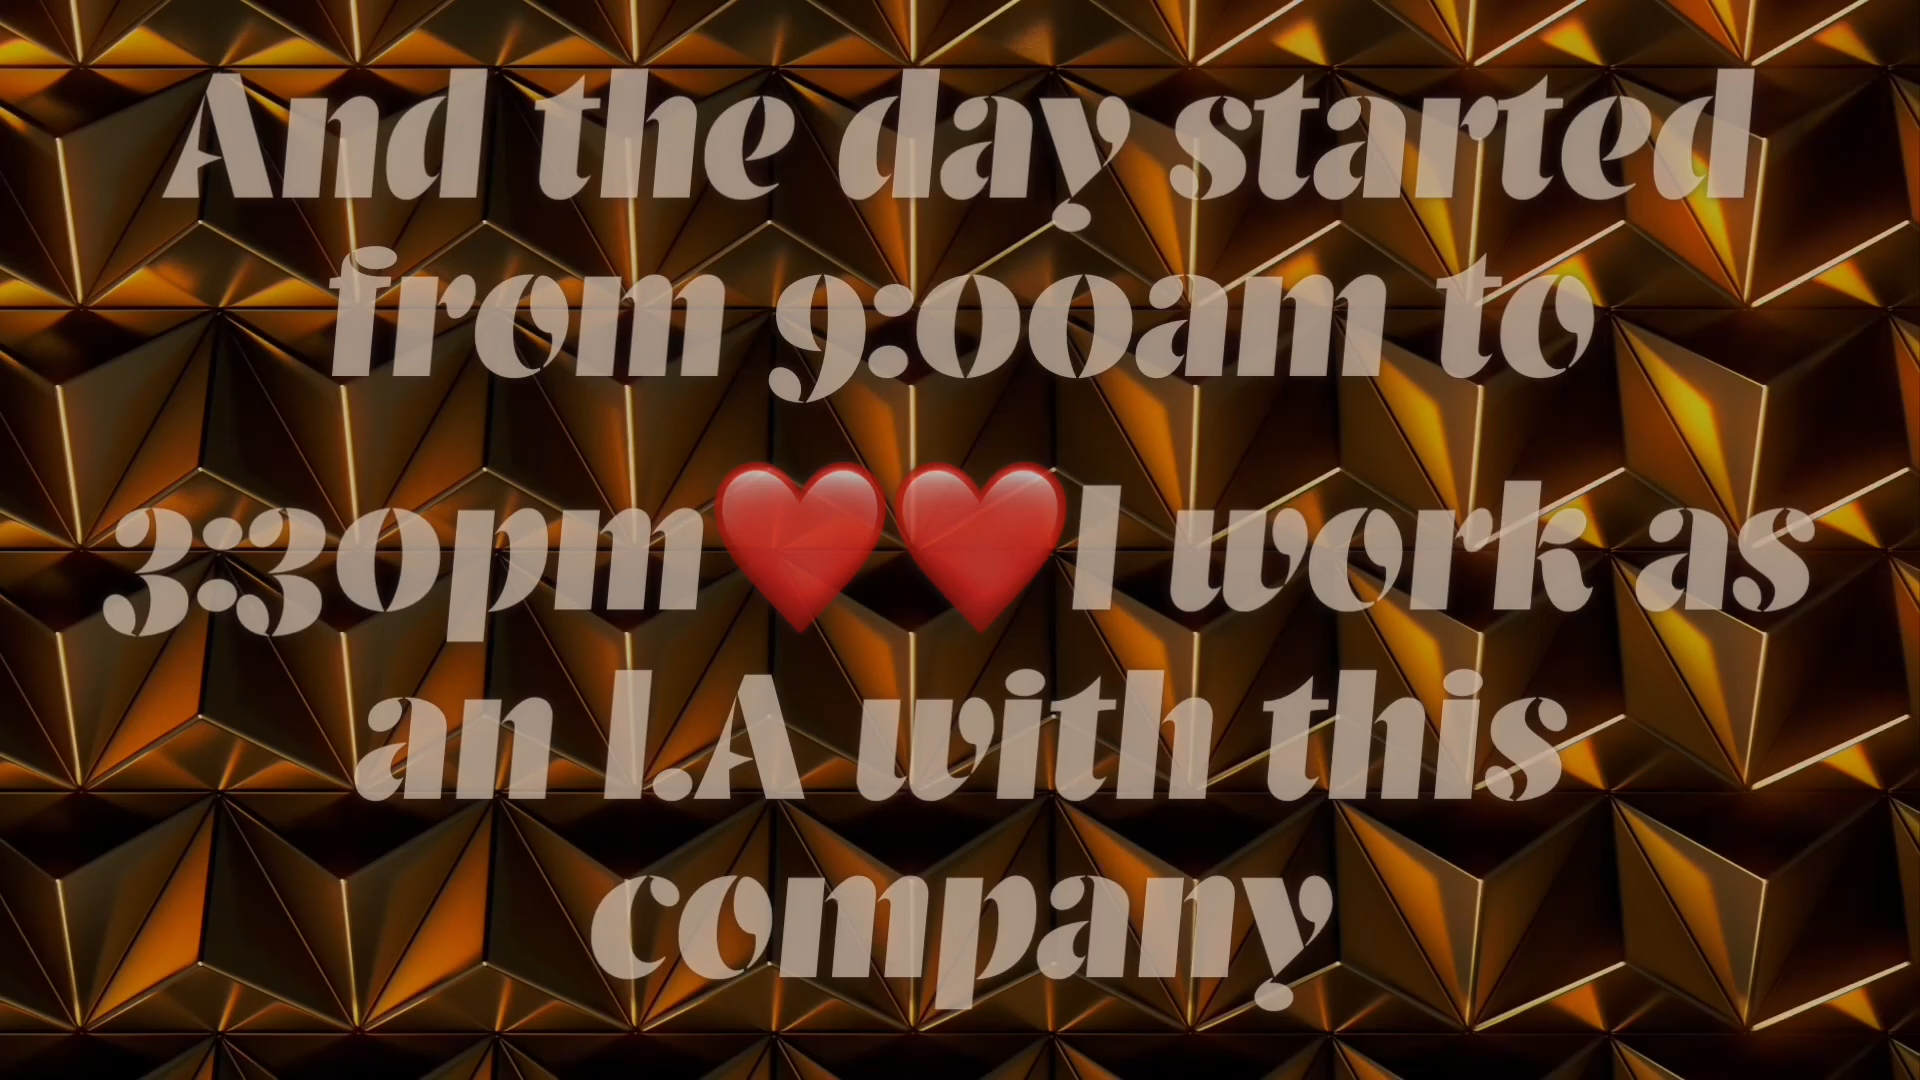 And the day started
from 9:00am to
3:30pm❤️❤️I work as
an I.A with this
company